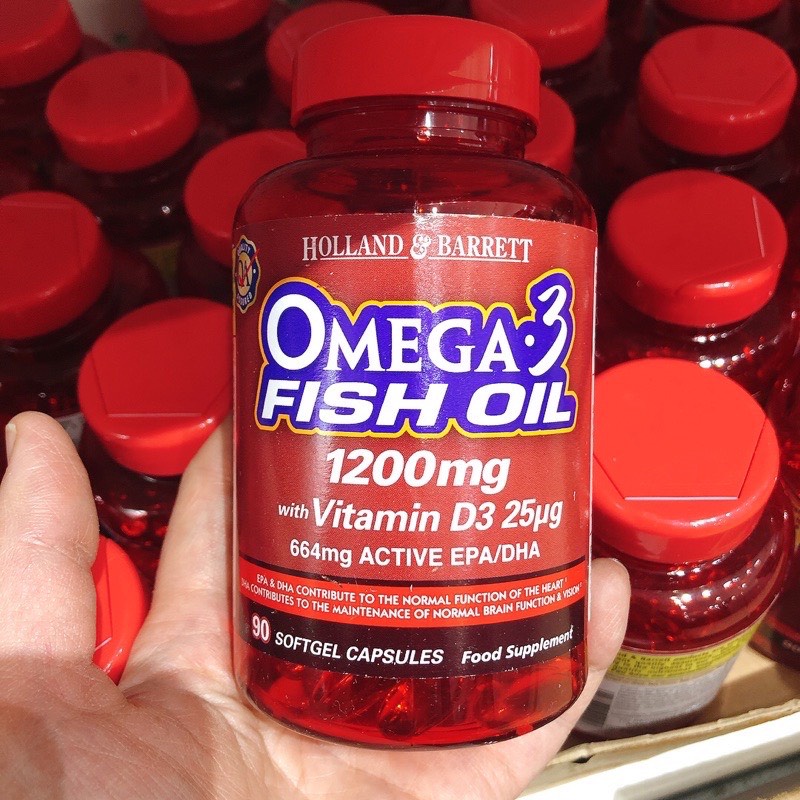 HOLLAND & BARRETT
OMEGA·3
FISH OIL
1200mg
with Vitamin D3 25µg
664mg ACTIVE EPA/DHA
EPA & DHA CONTRIBUTE TO THE NORMAL FUNCTION OF THE HEART
DHA CONTRIBUTES TO THE MAINTENANCE OF NORMAL BRAIN FUNCTION & VISION
90 SOFTGEL CAPSULES Food Supplement